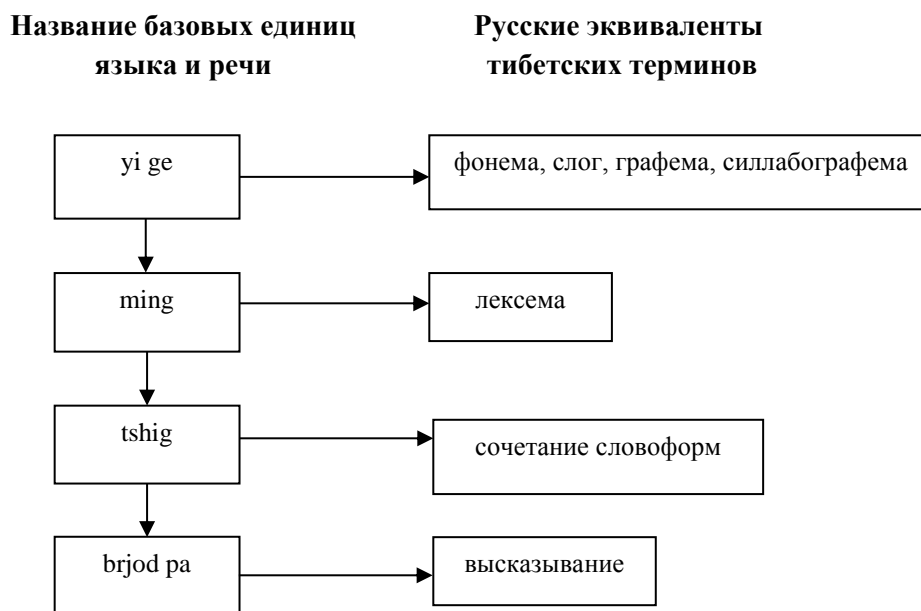 Название базовых единиц
языка и речи
Русские эквиваленты
тибетских терминов
yi ge
фонема, слог, графема, силлабографема
ming
лексема
tshig
сочетание словоформ
brjod pa
высказывание